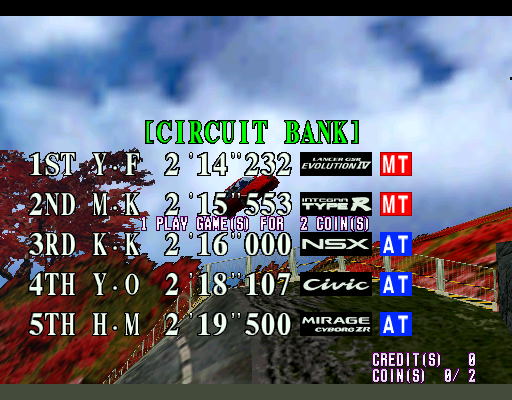 [CIRCUIT BANK]
1ST Y·F 2'14"232 LANCER GSR EVOLUTION IV MT
2ND M·K 2'15"553 INTEGRA TYPE R MT
1 PLAY GAME(S) FOR 2 COIN(S)
3RD K·K 2'16"000 NSX AT
4TH Y·O 2'18"107 Civic AT
5TH H·M 2'19"500 MIRAGE CYBORG ZR AT
CREDIT(S) 0
COIN(S) 0/ 2